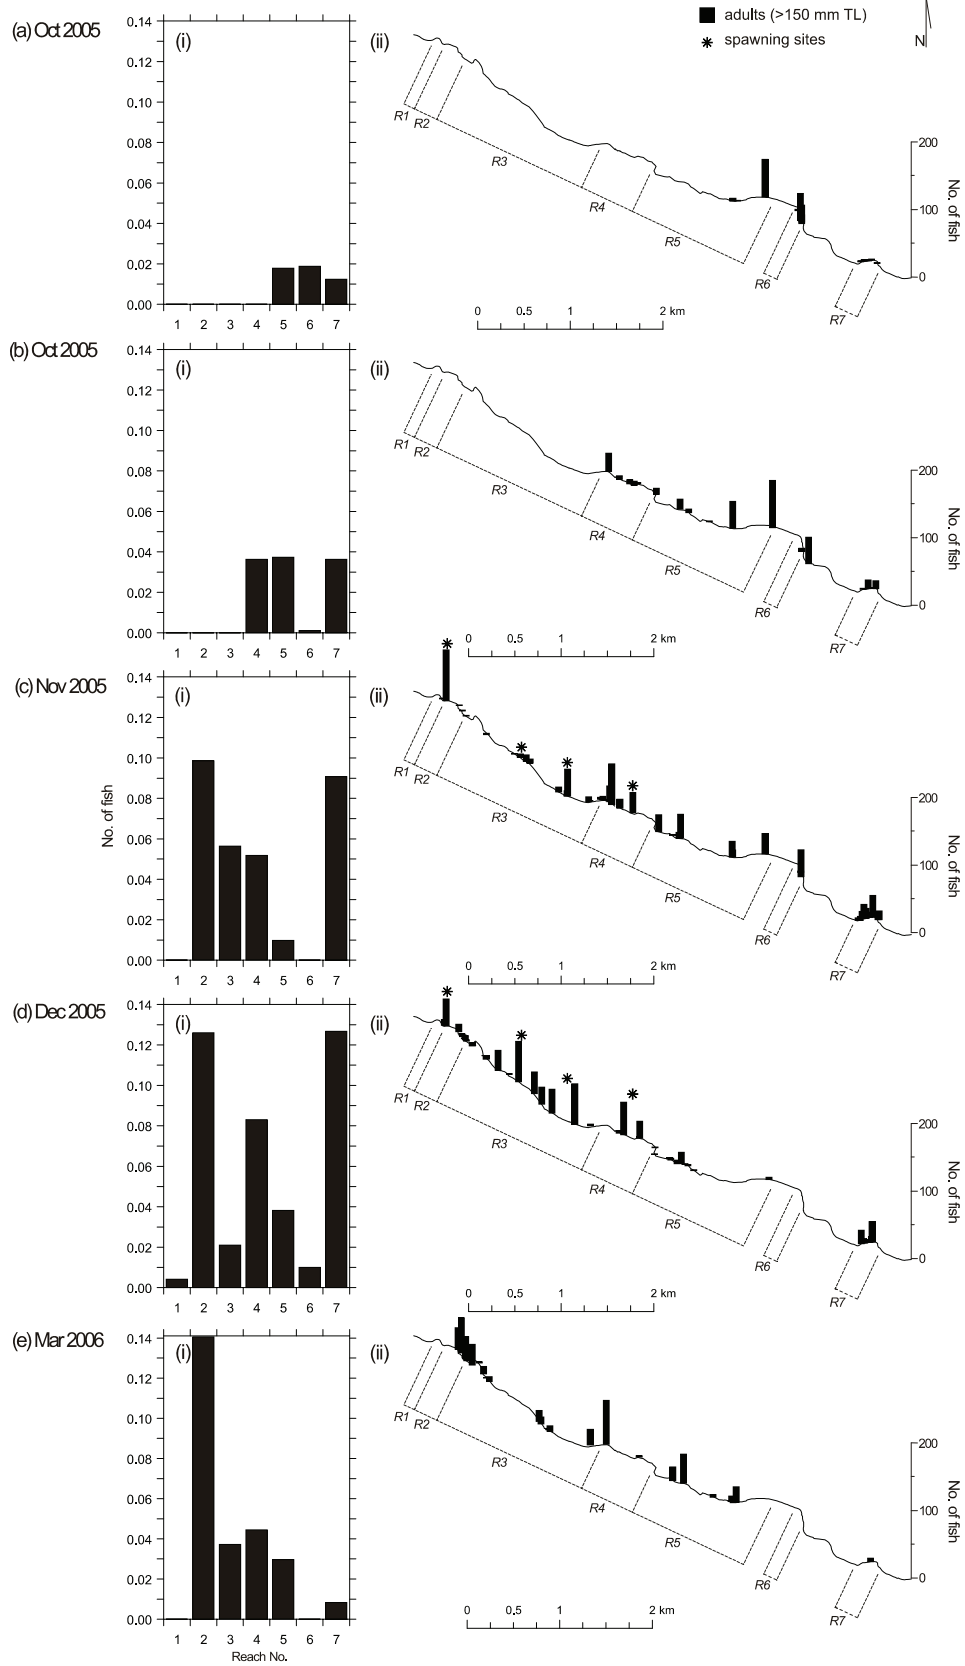 adults (>150 mm TL)
✱ spawning sites
N
(a) Oct 2005
(i)
(ii)
0.14
0.12
0.10
0.08
0.06
0.04
0.02
0.00
1 2 3 4 5 6 7
R1 R2
R3
R4
R5
R6
R7
200
100
0
No. of fish
0 0.5 1 2 km
(b) Oct 2005
(i)
(ii)
0.14
0.12
0.10
0.08
0.06
0.04
0.02
0.00
1 2 3 4 5 6 7
R1 R2
R3
R4
R5
R6
R7
200
100
0
No. of fish
0 0.5 1 2 km
(c) Nov 2005
(i)
(ii)
0.14
0.12
0.10
0.08
0.06
0.04
0.02
0.00
No. of fish
1 2 3 4 5 6 7
R1 R2
R3
R4
R5
R6
R7
200
100
0
No. of fish
0 0.5 1 2 km
(d) Dec 2005
(i)
(ii)
0.14
0.12
0.10
0.08
0.06
0.04
0.02
0.00
1 2 3 4 5 6 7
R1 R2
R3
R4
R5
R6
R7
200
100
0
No. of fish
0 0.5 1 2 km
(e) Mar 2006
(i)
(ii)
0.14
0.12
0.10
0.08
0.06
0.04
0.02
0.00
1 2 3 4 5 6 7
Reach No.
R1 R2
R3
R4
R5
R6
R7
200
100
0
No. of fish
0 0.5 1 2 km